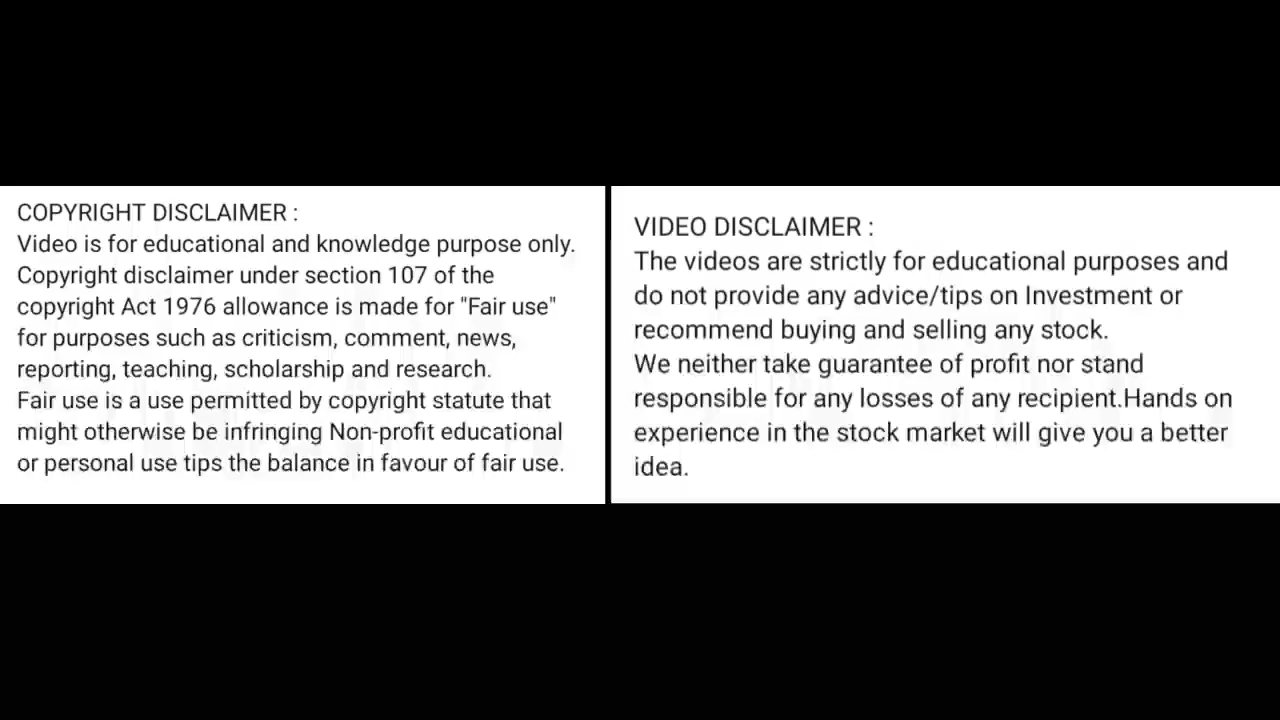 COPYRIGHT DISCLAIMER :
Video is for educational and knowledge purpose only.
Copyright disclaimer under section 107 of the
copyright Act 1976 allowance is made for "Fair use"
for purposes such as criticism, comment, news,
reporting, teaching, scholarship and research.
Fair use is a use permitted by copyright statute that
might otherwise be infringing Non-profit educational
or personal use tips the balance in favour of fair use.
VIDEO DISCLAIMER :
The videos are strictly for educational purposes and
do not provide any advice/tips on Investment or
recommend buying and selling any stock.
We neither take guarantee of profit nor stand
responsible for any losses of any recipient.Hands on
experience in the stock market will give you a better
idea.